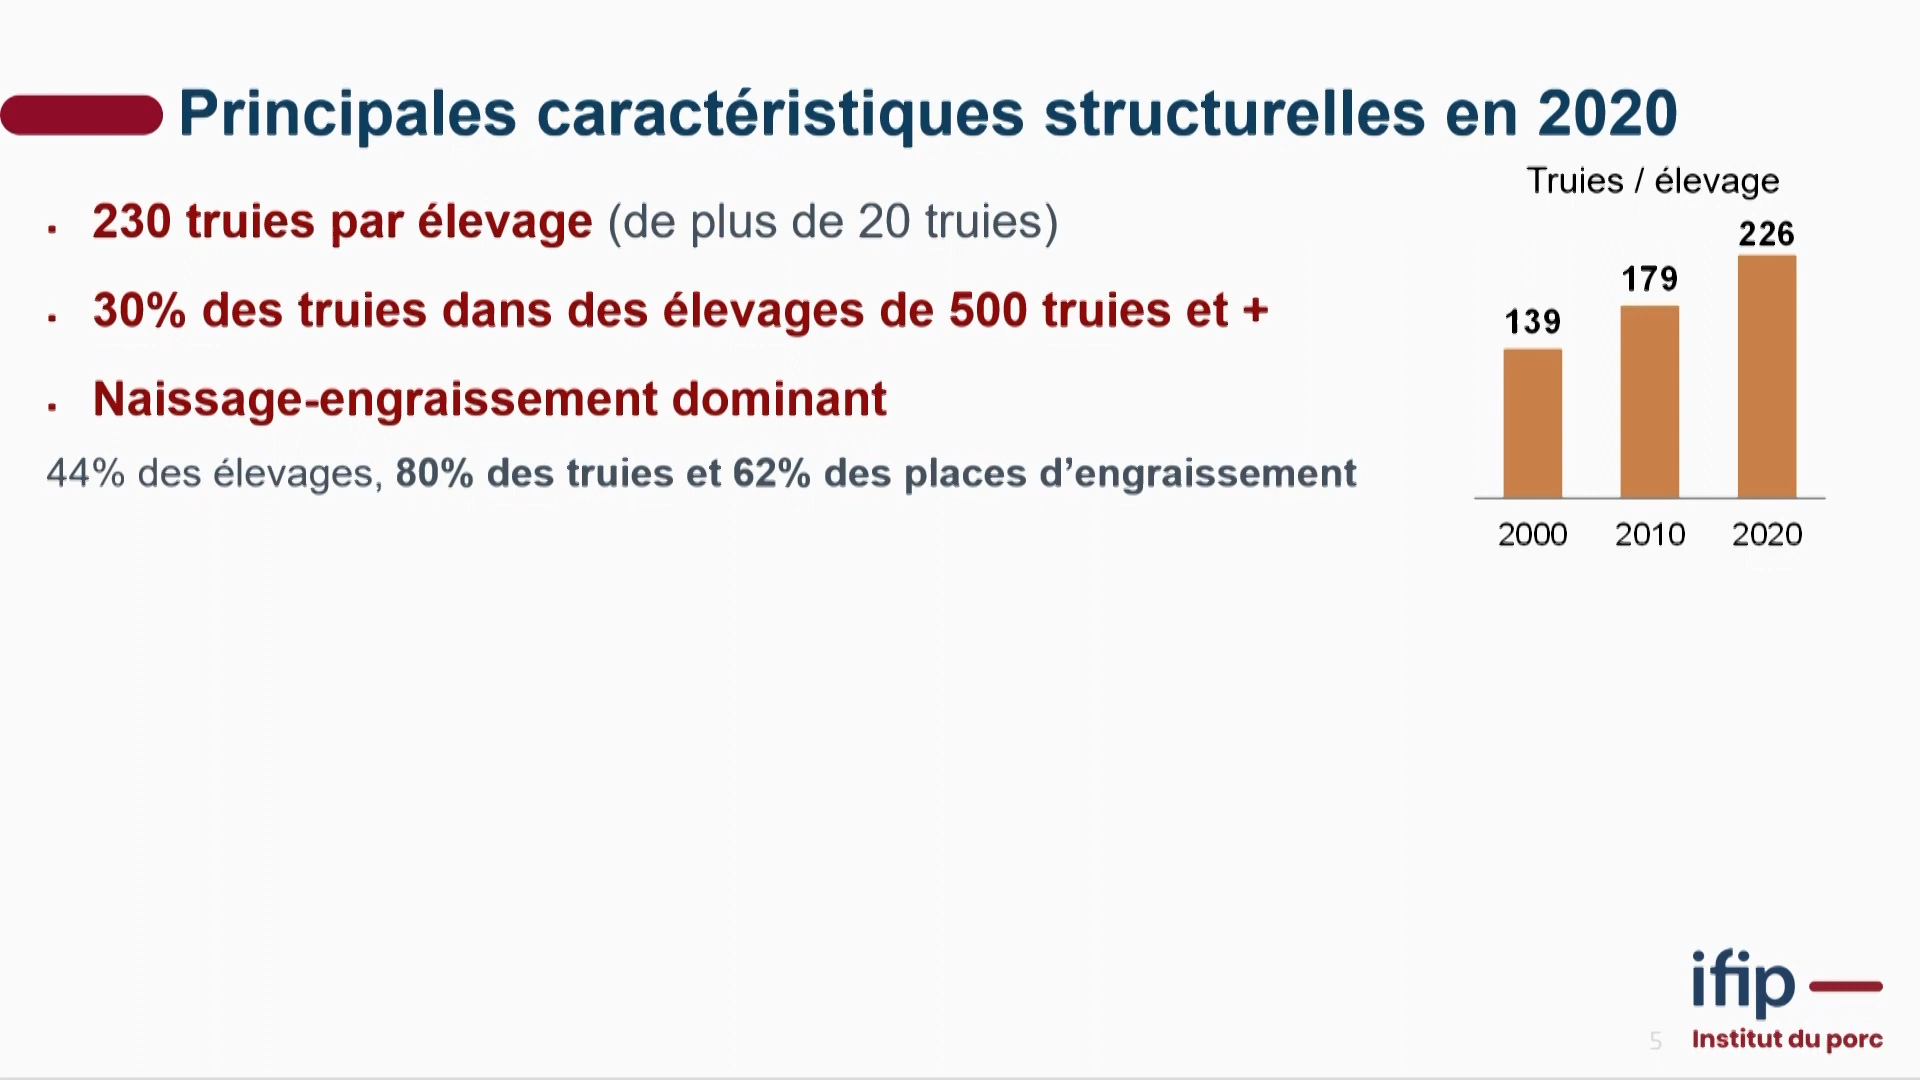 Principales caractéristiques structurelles en 2020
. 230 truies par élevage (de plus de 20 truies)
. 30% des truies dans des élevages de 500 truies et +
. Naissage-engraissement dominant
44% des élevages, 80% des truies et 62% des places d’engraissement
Truies / élevage
139 179 226
2000 2010 2020
ifip
Institut du porc
5